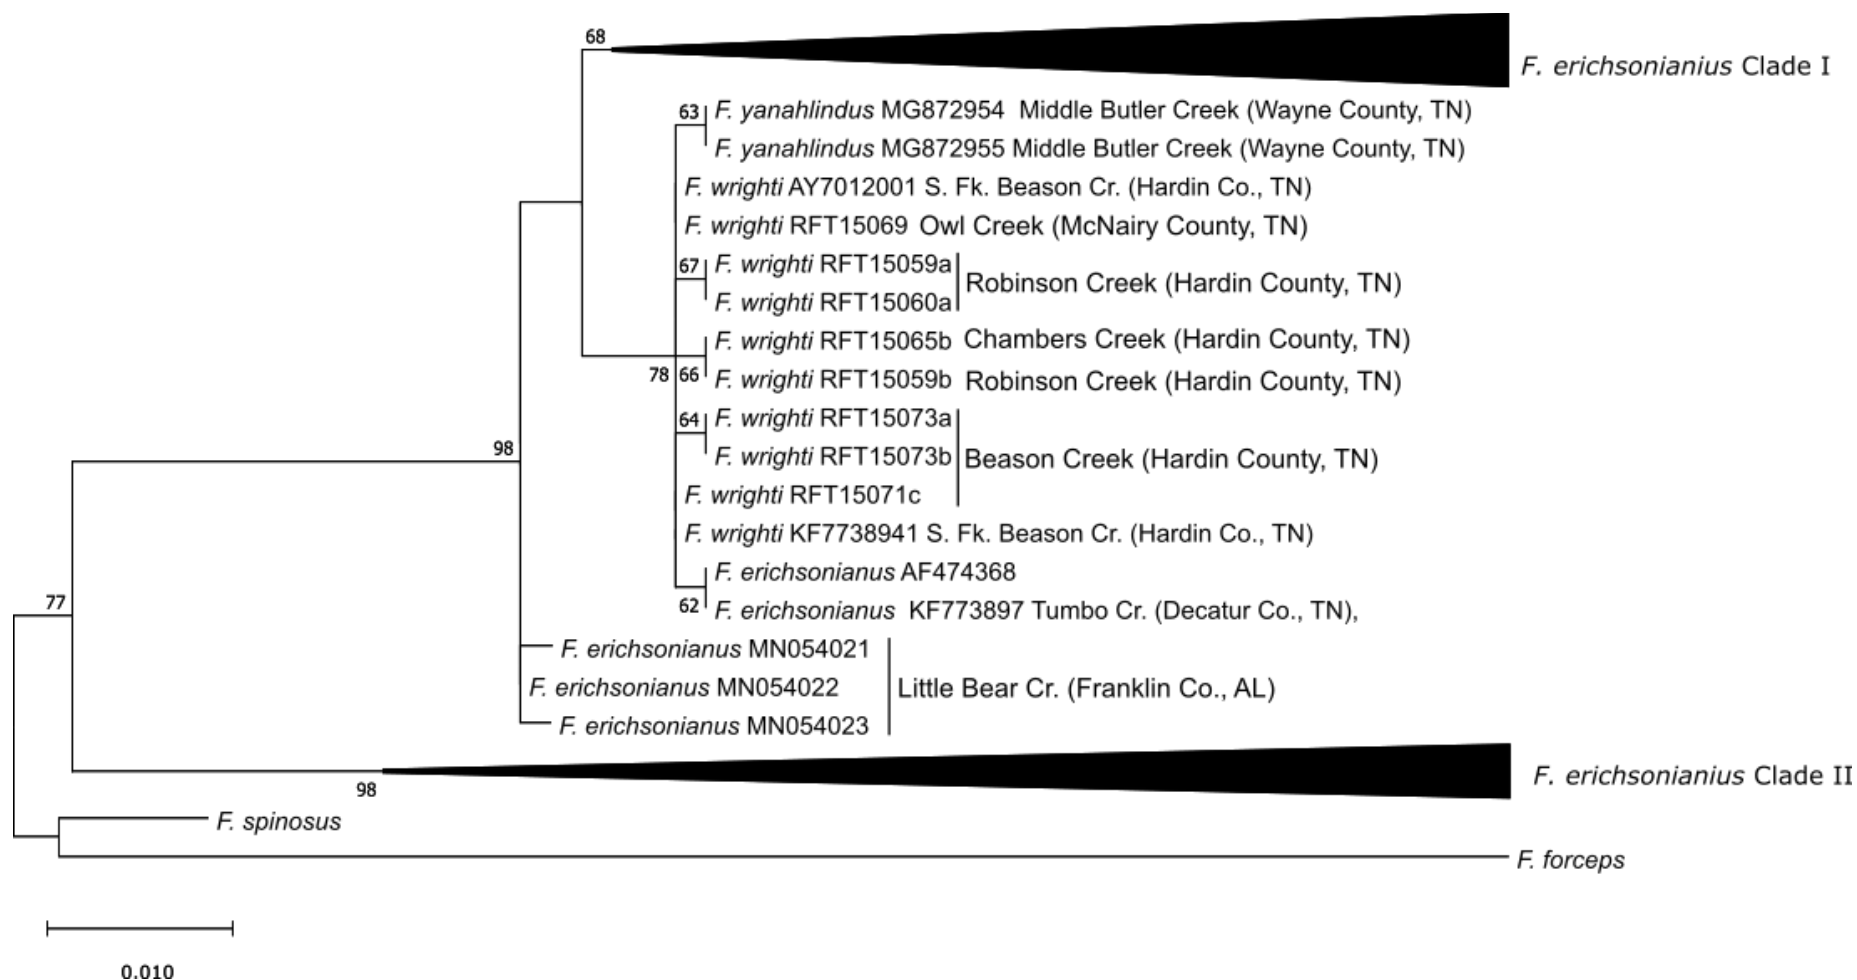 68
F. erichsonianius Clade I
63
F. yanahlindus MG872954 Middle Butler Creek (Wayne County, TN)
F. yanahlindus MG872955 Middle Butler Creek (Wayne County, TN)
F. wrighti AY7012001 S. Fk. Beason Cr. (Hardin Co., TN)
F. wrighti RFT15069 Owl Creek (McNairy County, TN)
67
F. wrighti RFT15059a
F. wrighti RFT15060a
Robinson Creek (Hardin County, TN)
F. wrighti RFT15065b Chambers Creek (Hardin County, TN)
78
66
F. wrighti RFT15059b Robinson Creek (Hardin County, TN)
64
F. wrighti RFT15073a
F. wrighti RFT15073b
F. wrighti RFT15071c
Beason Creek (Hardin County, TN)
F. wrighti KF7738941 S. Fk. Beason Cr. (Hardin Co., TN)
F. erichsonianus AF474368
62
F. erichsonianus KF773897 Tumbo Cr. (Decatur Co., TN),
98
77
F. erichsonianus MN054021
F. erichsonianus MN054022
F. erichsonianus MN054023
Little Bear Cr. (Franklin Co., AL)
98
F. erichsonianius Clade II
F. spinosus
F. forceps
0.010